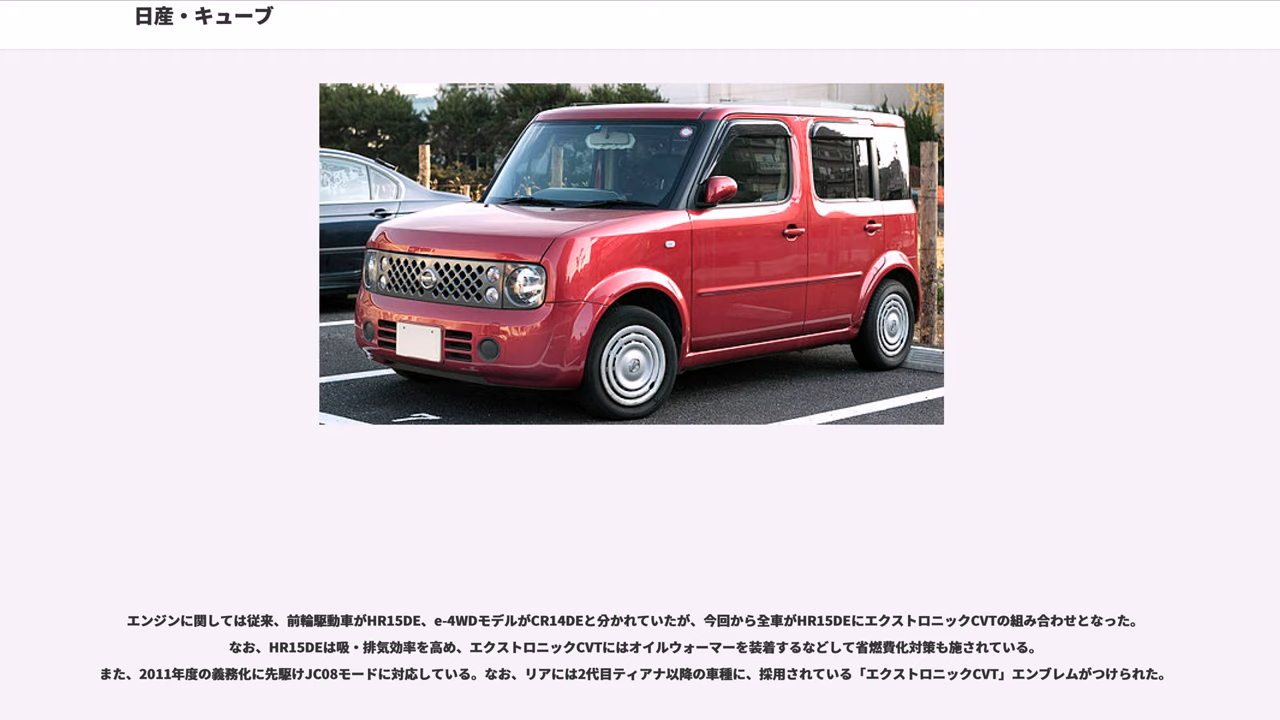 日産・キューブ
エンジンに関しては従来、前輪駆動車がHR15DE、e-4WDモデルがCR14DEと分かれていたが、今回から全車がHR15DEにエクストロニックCVTの組み合わせとなった。
なお、HR15DEは吸・排気効率を高め、エクストロニックCVTにはオイルウォーマーを装着するなどして省燃費化対策も施されている。
また、2011年度の義務化に先駆けJC08モードに対応している。なお、リアには2代目ティアナ以降の車種に、採用されている「エクストロニックCVT」エンブレムがつけられた。